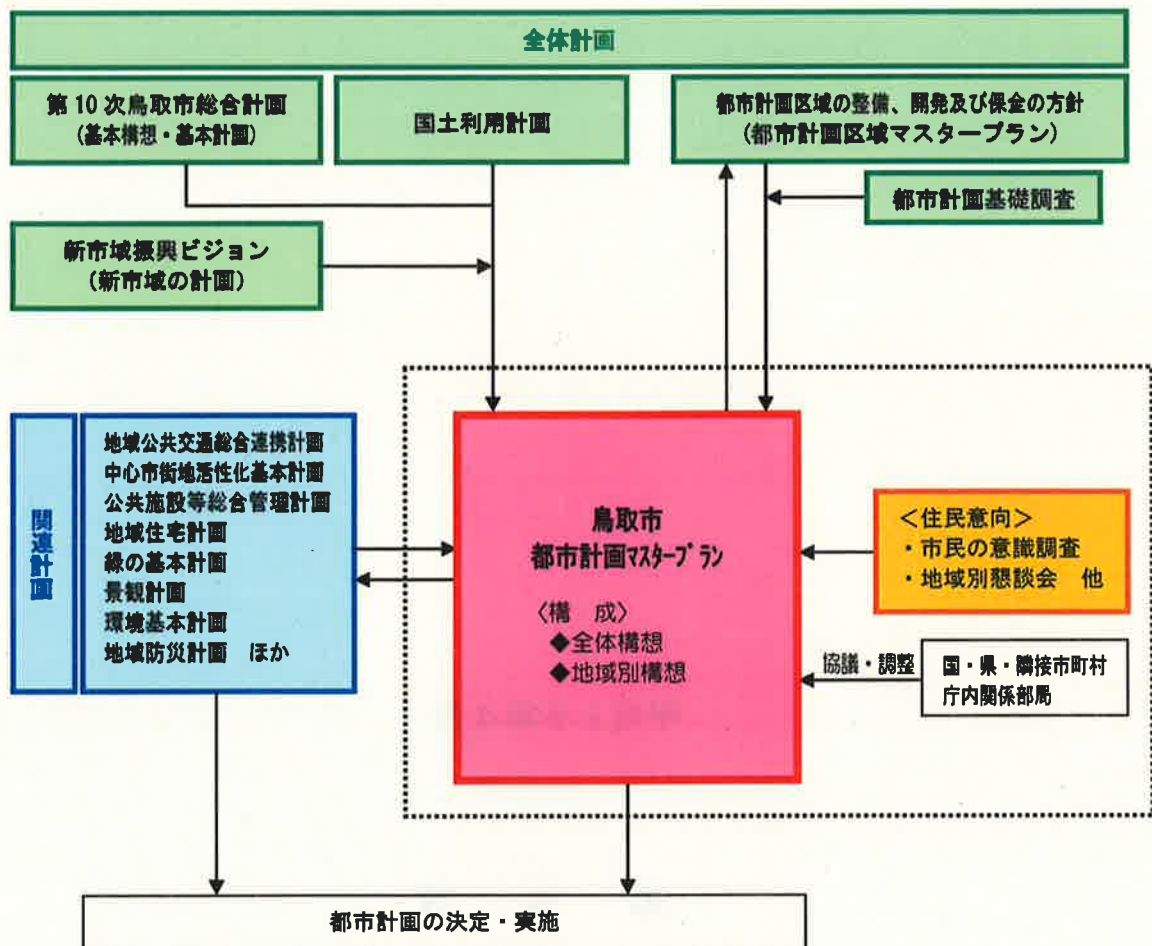 全体計画
第10次鳥取市総合計画
(基本構想・基本計画)
国土利用計画
都市計画区域の整備、開発及び保全の方針
(都市計画区域マスタープラン)
都市計画基礎調査
新市域振興ビジョン
(新市域の計画)
関連計画
地域公共交通総合連携計画
中心市街地活性化基本計画
公共施設等総合管理計画
地域住宅計画
緑の基本計画
景観計画
環境基本計画
地域防災計画 ほか
鳥取市
都市計画マスタープラン
〈構 成〉
◆全体構想
◆地域別構想
＜住民意向＞
・市民の意識調査
・地域別懇談会 他
協議・調整
国・県・隣接市町村
庁内関係部局
都市計画の決定・実施